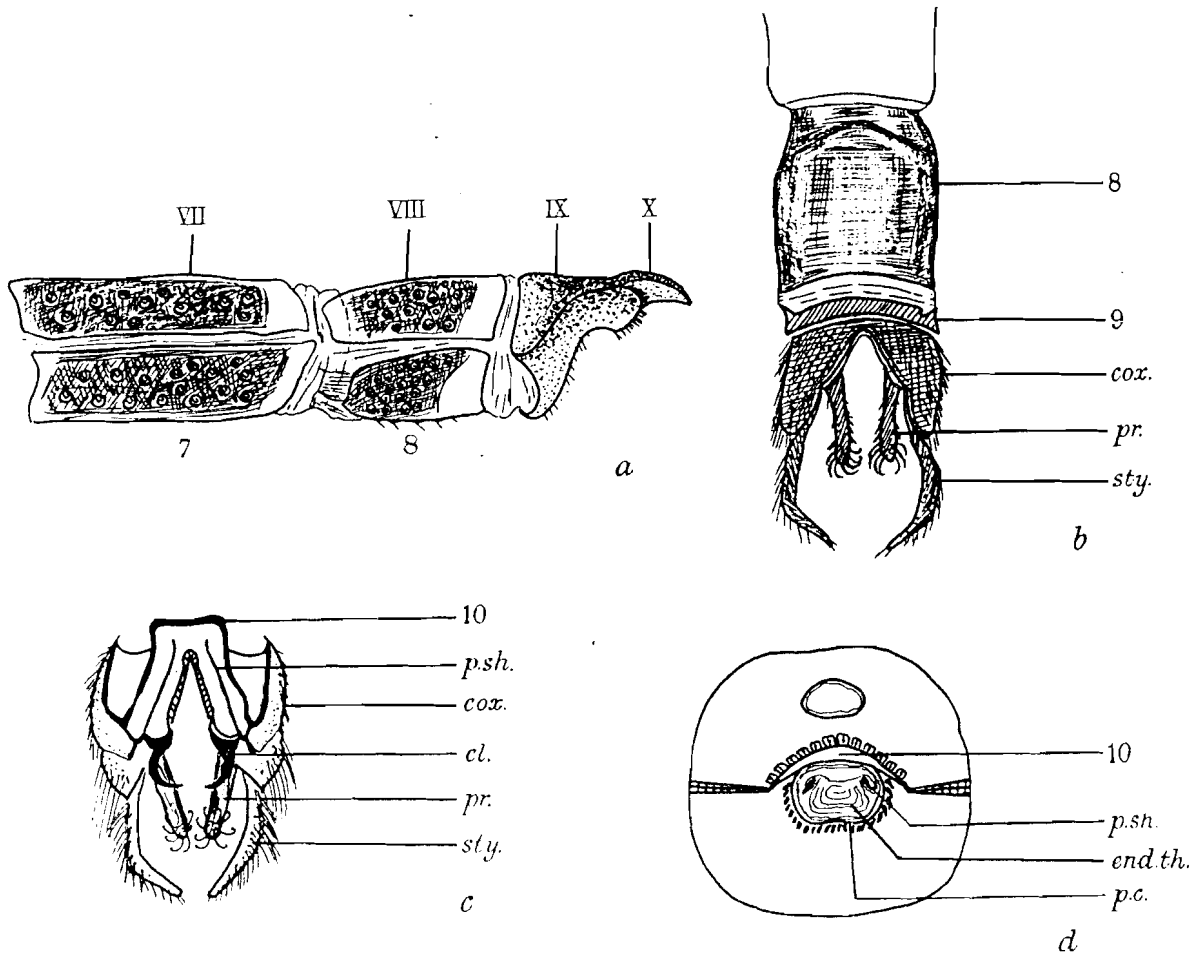 VII VIII IX X
7 8
a
8
9
cox.
pr.
sty.
b
10
p.sh.
cox.
cl.
pr.
sty.
c
10
p.sh.
end.th.
p.c.
d